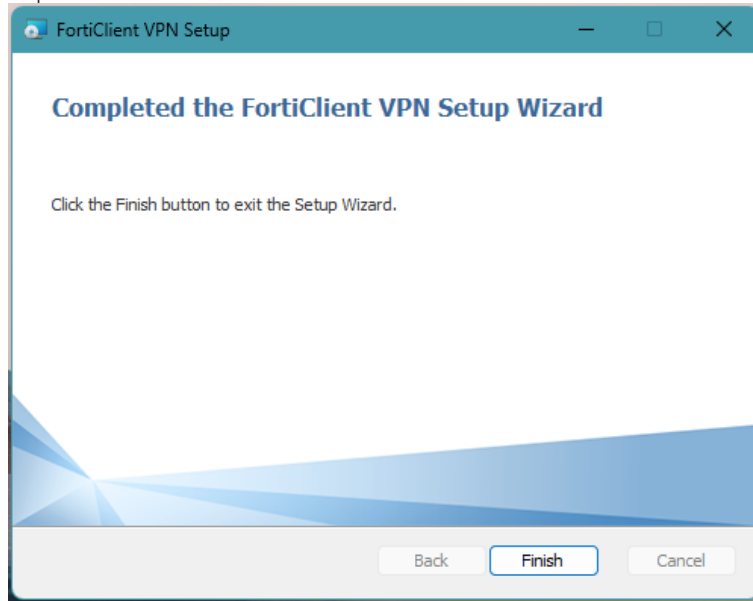 FortiClient VPN Setup
Completed the FortiClient VPN Setup Wizard
Click the Finish button to exit the Setup Wizard.
Back Finish Cancel